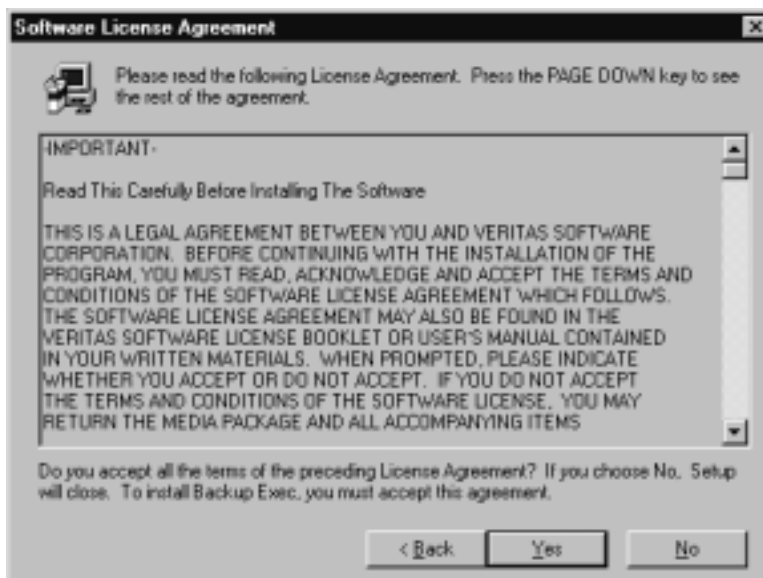 Software License Agreement
Please read the following License Agreement.  Press the PAGE DOWN key to see
the rest of the agreement.
-IMPORTANT-
Read This Carefully Before Installing The Software
THIS IS A LEGAL AGREEMENT BETWEEN YOU AND VERITAS SOFTWARE
CORPORATION.  BEFORE CONTINUING WITH THE INSTALLATION OF THE
PROGRAM, YOU MUST READ, ACKNOWLEDGE AND ACCEPT THE TERMS AND
CONDITIONS OF THE SOFTWARE LICENSE AGREEMENT WHICH FOLLOWS.
THE SOFTWARE LICENSE AGREEMENT MAY ALSO BE FOUND IN THE
VERITAS SOFTWARE LICENSE BOOKLET OR USER'S MANUAL CONTAINED
IN YOUR WRITTEN MATERIALS.  WHEN PROMPTED, PLEASE INDICATE
WHETHER YOU ACCEPT OR DO NOT ACCEPT.  IF YOU DO NOT ACCEPT
THE TERMS AND CONDITIONS OF THE SOFTWARE LICENSE,  YOU MAY
RETURN THE MEDIA PACKAGE AND ALL ACCOMPANYING ITEMS
Do you accept all the terms of the preceding License Agreement?  If you choose No,  Setup
will close.  To install Backup Exec, you must accept this agreement.
< Back
Yes
No